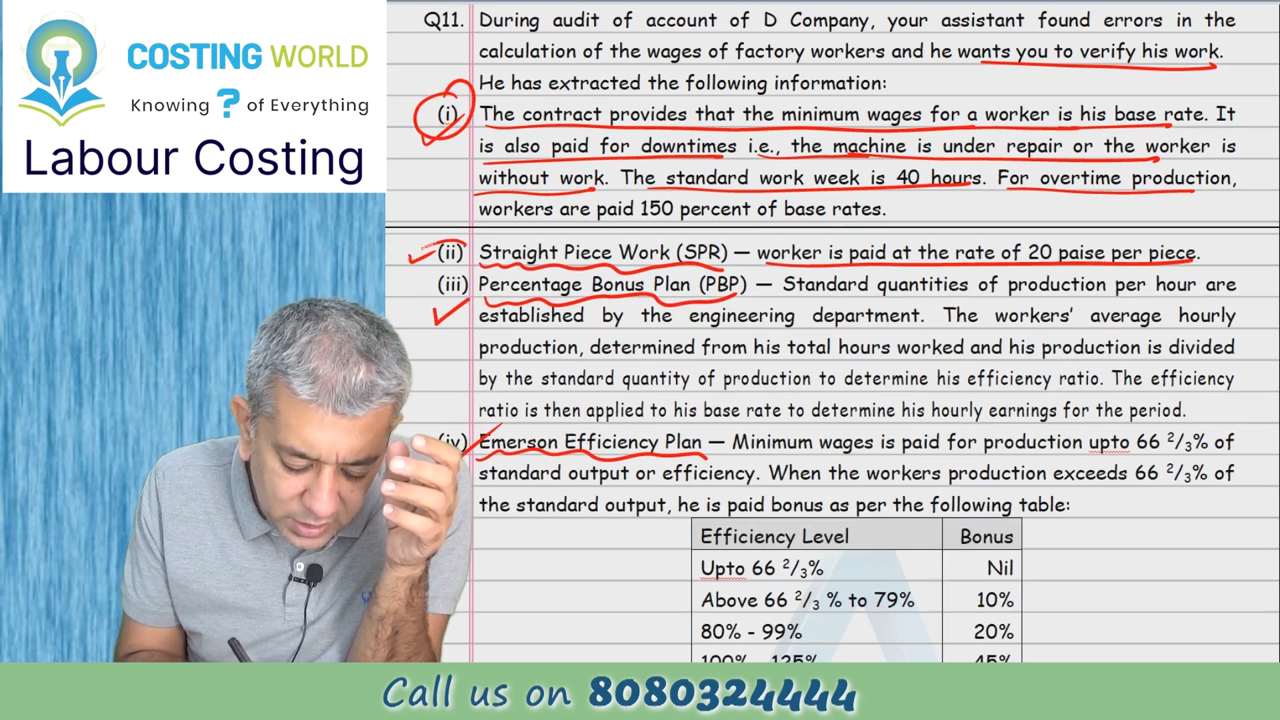 COSTING WORLD
Knowing ? of Everything
Labour Costing
Q11. During audit of account of D Company, your assistant found errors in the
calculation of the wages of factory workers and he wants you to verify his work.
He has extracted the following information:
(i) The contract provides that the minimum wages for a worker is his base rate. It
is also paid for downtimes i.e., the machine is under repair or the worker is
without work. The standard work week is 40 hours. For overtime production,
workers are paid 150 percent of base rates.
(ii) Straight Piece Work (SPR) — worker is paid at the rate of 20 paise per piece.
(iii) Percentage Bonus Plan (PBP) — Standard quantities of production per hour are
established by the engineering department. The workers' average hourly
production, determined from his total hours worked and his production is divided
by the standard quantity of production to determine his efficiency ratio. The efficiency
ratio is then applied to his base rate to determine his hourly earnings for the period.
(iv) Emerson Efficiency Plan — Minimum wages is paid for production upto 66 2/3% of
standard output or efficiency. When the workers production exceeds 66 2/3% of
the standard output, he is paid bonus as per the following table:
Efficiency Level Bonus
Upto 66 2/3% Nil
Above 66 2/3 % to 79% 10%
80% - 99% 20%
100% - 125% 45%
Call us on 8080324444